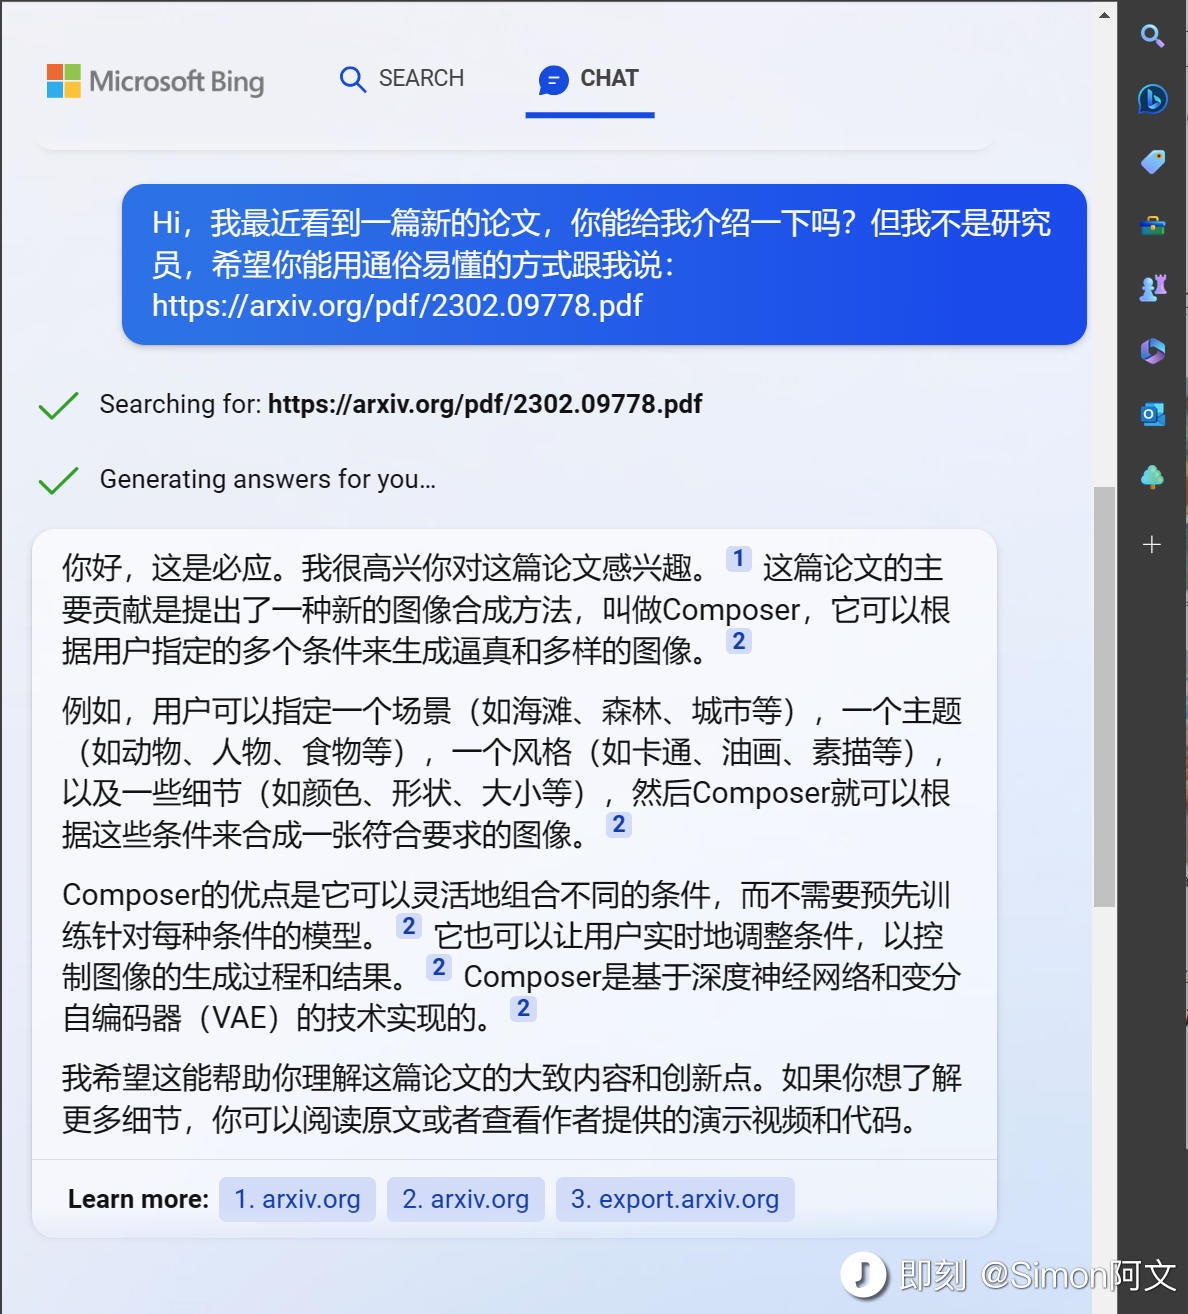 Microsoft Bing
SEARCH
CHAT
Hi，我最近看到一篇新的论文，你能给我介绍一下吗？但我不是研究
员，希望你能用通俗易懂的方式跟我说：
https://arxiv.org/pdf/2302.09778.pdf
Searching for: https://arxiv.org/pdf/2302.09778.pdf
Generating answers for you...
你好，这是必应。我很高兴你对这篇论文感兴趣。 1 这篇论文的主
要贡献是提出了一种新的图像合成方法，叫做Composer，它可以根
据用户指定的多个条件来生成逼真和多样的图像。 2
例如，用户可以指定一个场景（如海滩、森林、城市等），一个主题
（如动物、人物、食物等），一个风格（如卡通、油画、素描等），
以及一些细节（如颜色、形状、大小等），然后Composer就可以根
据这些条件来合成一张符合要求的图像。 2
Composer的优点是它可以灵活地组合不同的条件，而不需要预先训
练针对每种条件的模型。 2 它也可以让用户实时地调整条件，以控
制图像的生成过程和结果。 2 Composer是基于深度神经网络和变分
自编码器（VAE）的技术实现的。 2
我希望这能帮助你理解这篇论文的大致内容和创新点。如果你想了解
更多细节，你可以阅读原文或者查看作者提供的演示视频和代码。
Learn more: 1. arxiv.org 2. arxiv.org 3. export.arxiv.org
即刻 @Simon阿文